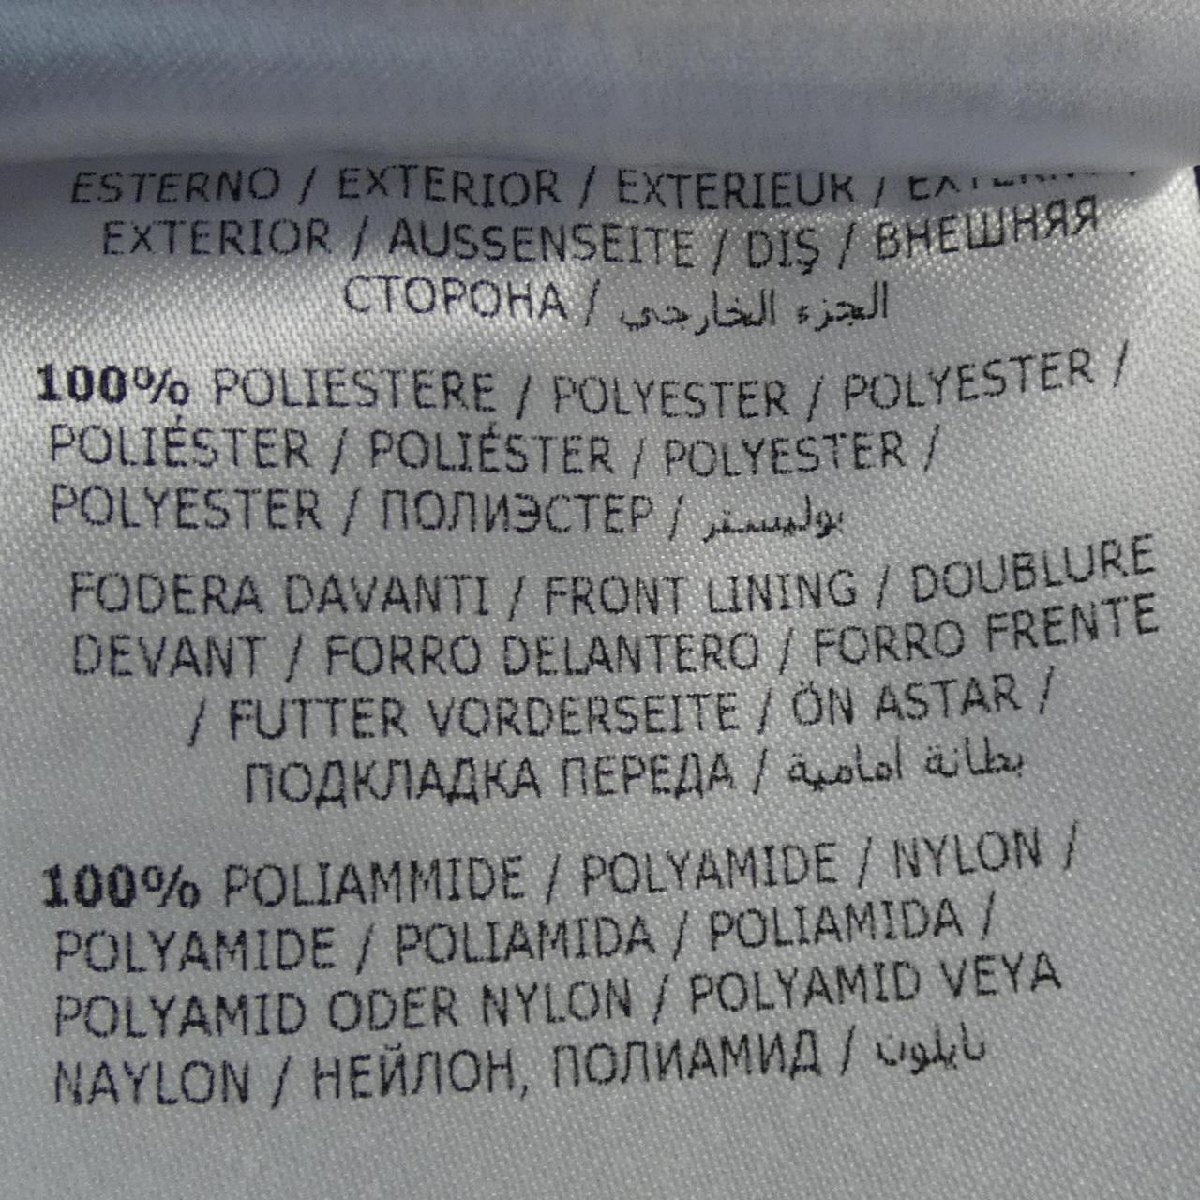 ESTERNO / EXTERIOR / EXTERIEUR /
EXTERIOR / AUSSENSEITE / DIŞ / ВНЕШНЯЯ
СТОРОНА / الجزء الخارجي
100% POLIESTERE / POLYESTER / POLYESTER /
POLIÉSTER / POLIÉSTER / POLYESTER /
POLYESTER / ПОЛИЭСТЕР / بوليستر
FODERA DAVANTI / FRONT LINING / DOUBLURE
DEVANT / FORRO DELANTERO / FORRO FRENTE
/ FUTTER VORDERSEITE / ÖN ASTAR /
ПОДКЛАДКА ПЕРЕДА / بطانة أمامية
100% POLIAMMIDE / POLYAMIDE / NYLON /
POLYAMIDE / POLIAMIDA / POLIAMIDA /
POLYAMID ODER NYLON / POLYAMID VEYA
NAYLON / НЕЙЛОН, ПОЛИАМИД / نايلون